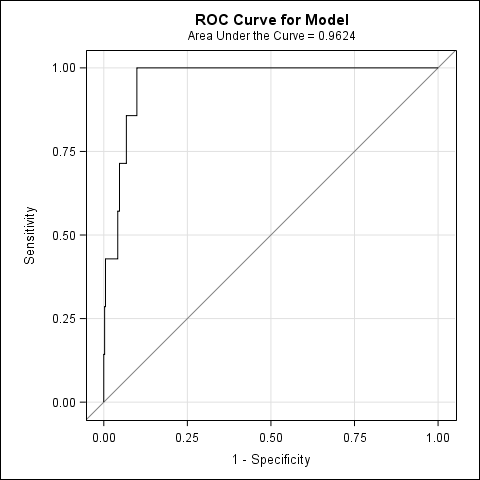 ROC Curve for Model
Area Under the Curve = 0.9624
1.00
0.75
0.50
0.25
0.00
Sensitivity
0.00 0.25 0.50 0.75 1.00
1 - Specificity